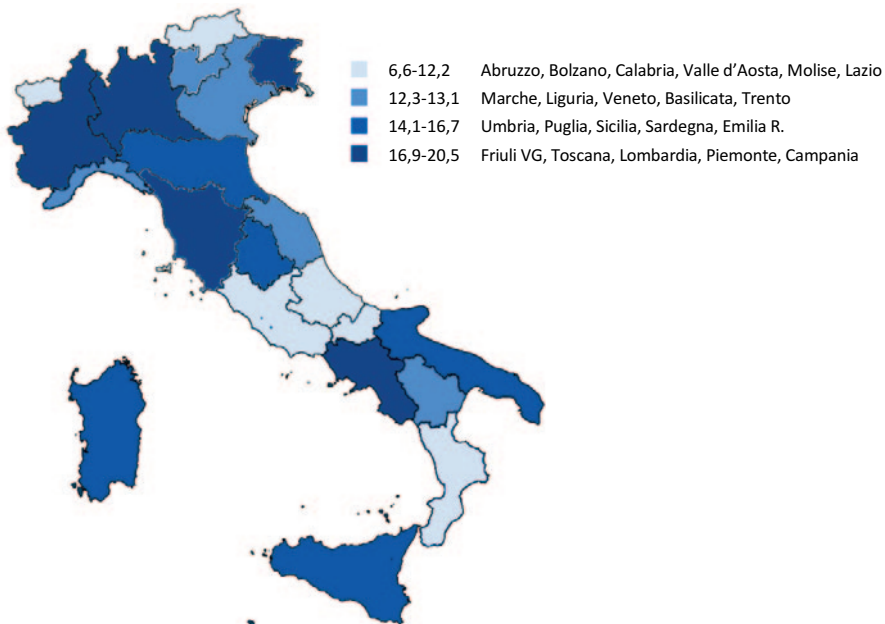 6,6-12,2 Abruzzo, Bolzano, Calabria, Valle d’Aosta, Molise, Lazio
12,3-13,1 Marche, Liguria, Veneto, Basilicata, Trento
14,1-16,7 Umbria, Puglia, Sicilia, Sardegna, Emilia R.
16,9-20,5 Friuli VG, Toscana, Lombardia, Piemonte, Campania